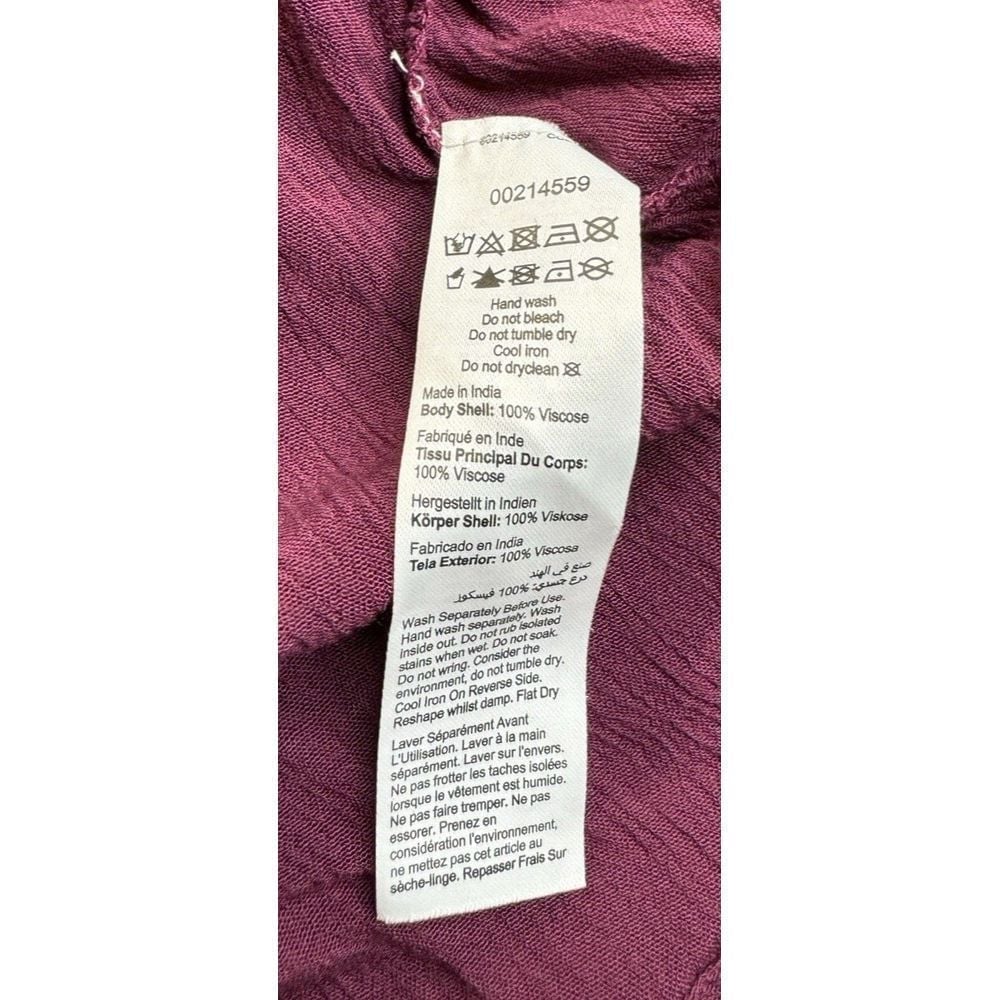 00214559
00214559
Hand wash
Do not bleach
Do not tumble dry
Cool iron
Do not dryclean
Made in India
Body Shell: 100% Viscose
Fabriqué en Inde
Tissu Principal Du Corps:
100% Viscose
Hergestellt in Indien
Körper Shell: 100% Viskose
Fabricado en India
Tela Exterior: 100% Viscosa
صنع في الهند
درع جسدي: 100% فيسكوز
Wash Separately Before Use.
Hand wash separately. Wash
inside out. Do not rub isolated
stains when wet. Do not soak.
Do not wring. Consider the
environment, do not tumble dry.
Cool Iron On Reverse Side.
Reshape whilst damp. Flat Dry
Laver Séparément Avant
L'Utilisation. Laver à la main
séparément. Laver sur l'envers.
Ne pas frotter les taches isolées
lorsque le vêtement est humide.
Ne pas faire tremper. Ne pas
essorer. Prenez en
considération l'environnement,
ne mettez pas cet article au
sèche-linge. Repasser Frais Sur